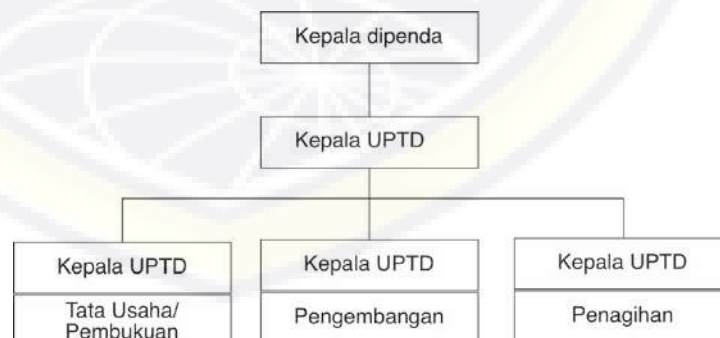 Kepala dipenda
Kepala UPTD
Kepala UPTD
Tata Usaha/
Pembukuan
Kepala UPTD
Pengembangan
Kepala UPTD
Penagihan